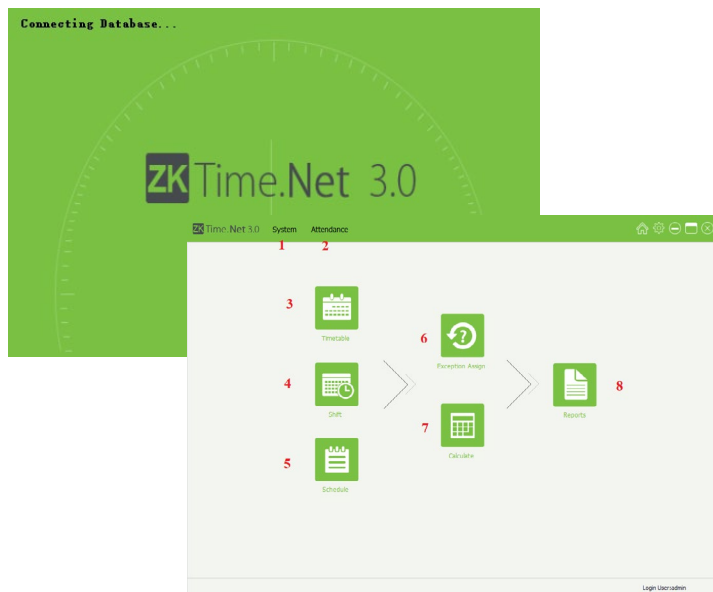 Connecting Database...
ZK Time.Net 3.0
ZK Time.Net 3.0 System Attendance
1 2
3
Timetable
6
Exception Assign
4
Shift
8
Reports
7
Calculate
5
Schedule
Login User:admin